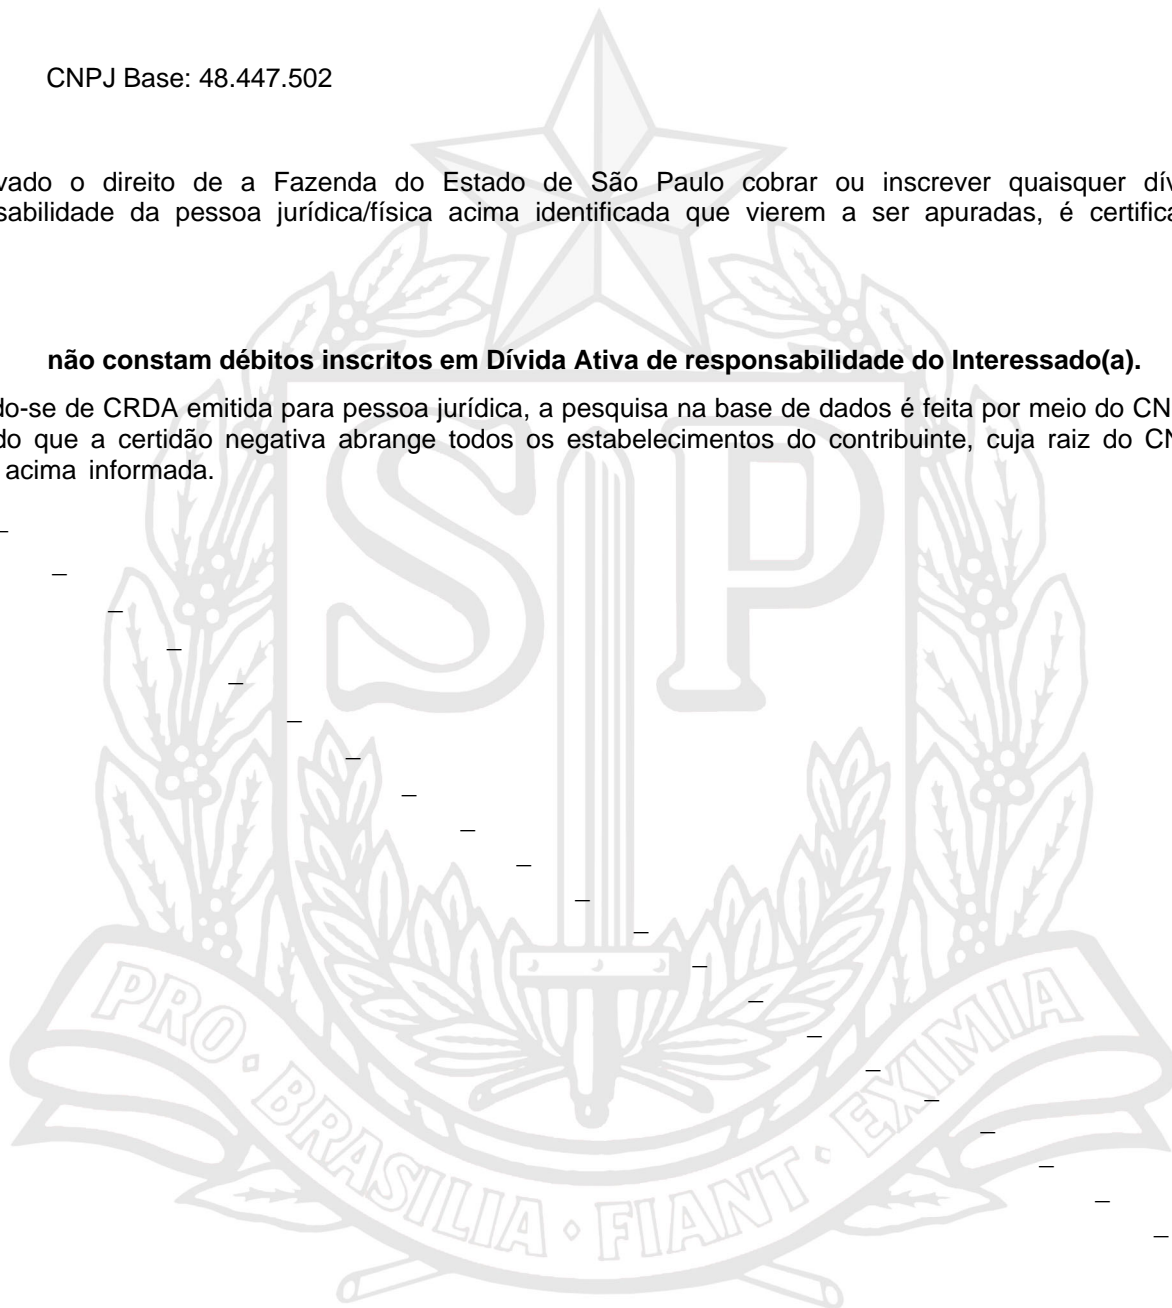 CNPJ Base: 48.447.502
vado o direito de a Fazenda do Estado de São Paulo cobrar ou inscrever quaisquer dív
sabilidade da pessoa jurídica/física acima identificada que vierem a ser apuradas, é certifica
não constam débitos inscritos em Dívida Ativa de responsabilidade do Interessado(a).
do-se de CRDA emitida para pessoa jurídica, a pesquisa na base de dados é feita por meio do CN
do que a certidão negativa abrange todos os estabelecimentos do contribuinte, cuja raiz do CN
acima informada.
SP
PRO • BRASILIA • FIANT • EXIMIA